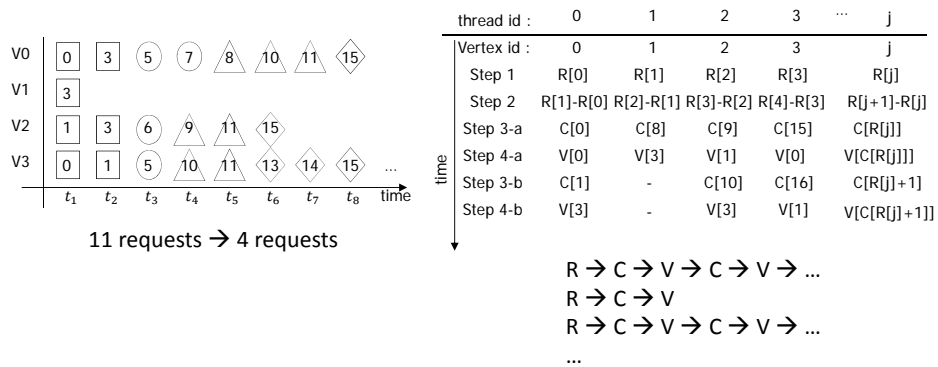 V0 0 3 5 7 8 10 11 15
V1 3
V2 1 3 6 9 11 15
V3 0 1 5 10 11 13 14 15 ...
t₁ t₂ t₃ t₄ t₅ t₆ t₇ t₈ time
11 requests → 4 requests
thread id : 0 1 2 3 ... j
Vertex id : 0 1 2 3 j
Step 1 R[0] R[1] R[2] R[3] R[j]
Step 2 R[1]-R[0] R[2]-R[1] R[3]-R[2] R[4]-R[3] R[j+1]-R[j]
Step 3-a C[0] C[8] C[9] C[15] C[R[j]]
Step 4-a V[0] V[3] V[1] V[0] V[C[R[j]]]
Step 3-b C[1] - C[10] C[16] C[R[j]+1]
Step 4-b V[3] - V[3] V[1] V[C[R[j]+1]]
time
R → C → V → C → V → ...
R → C → V
R → C → V → C → V → ...
...